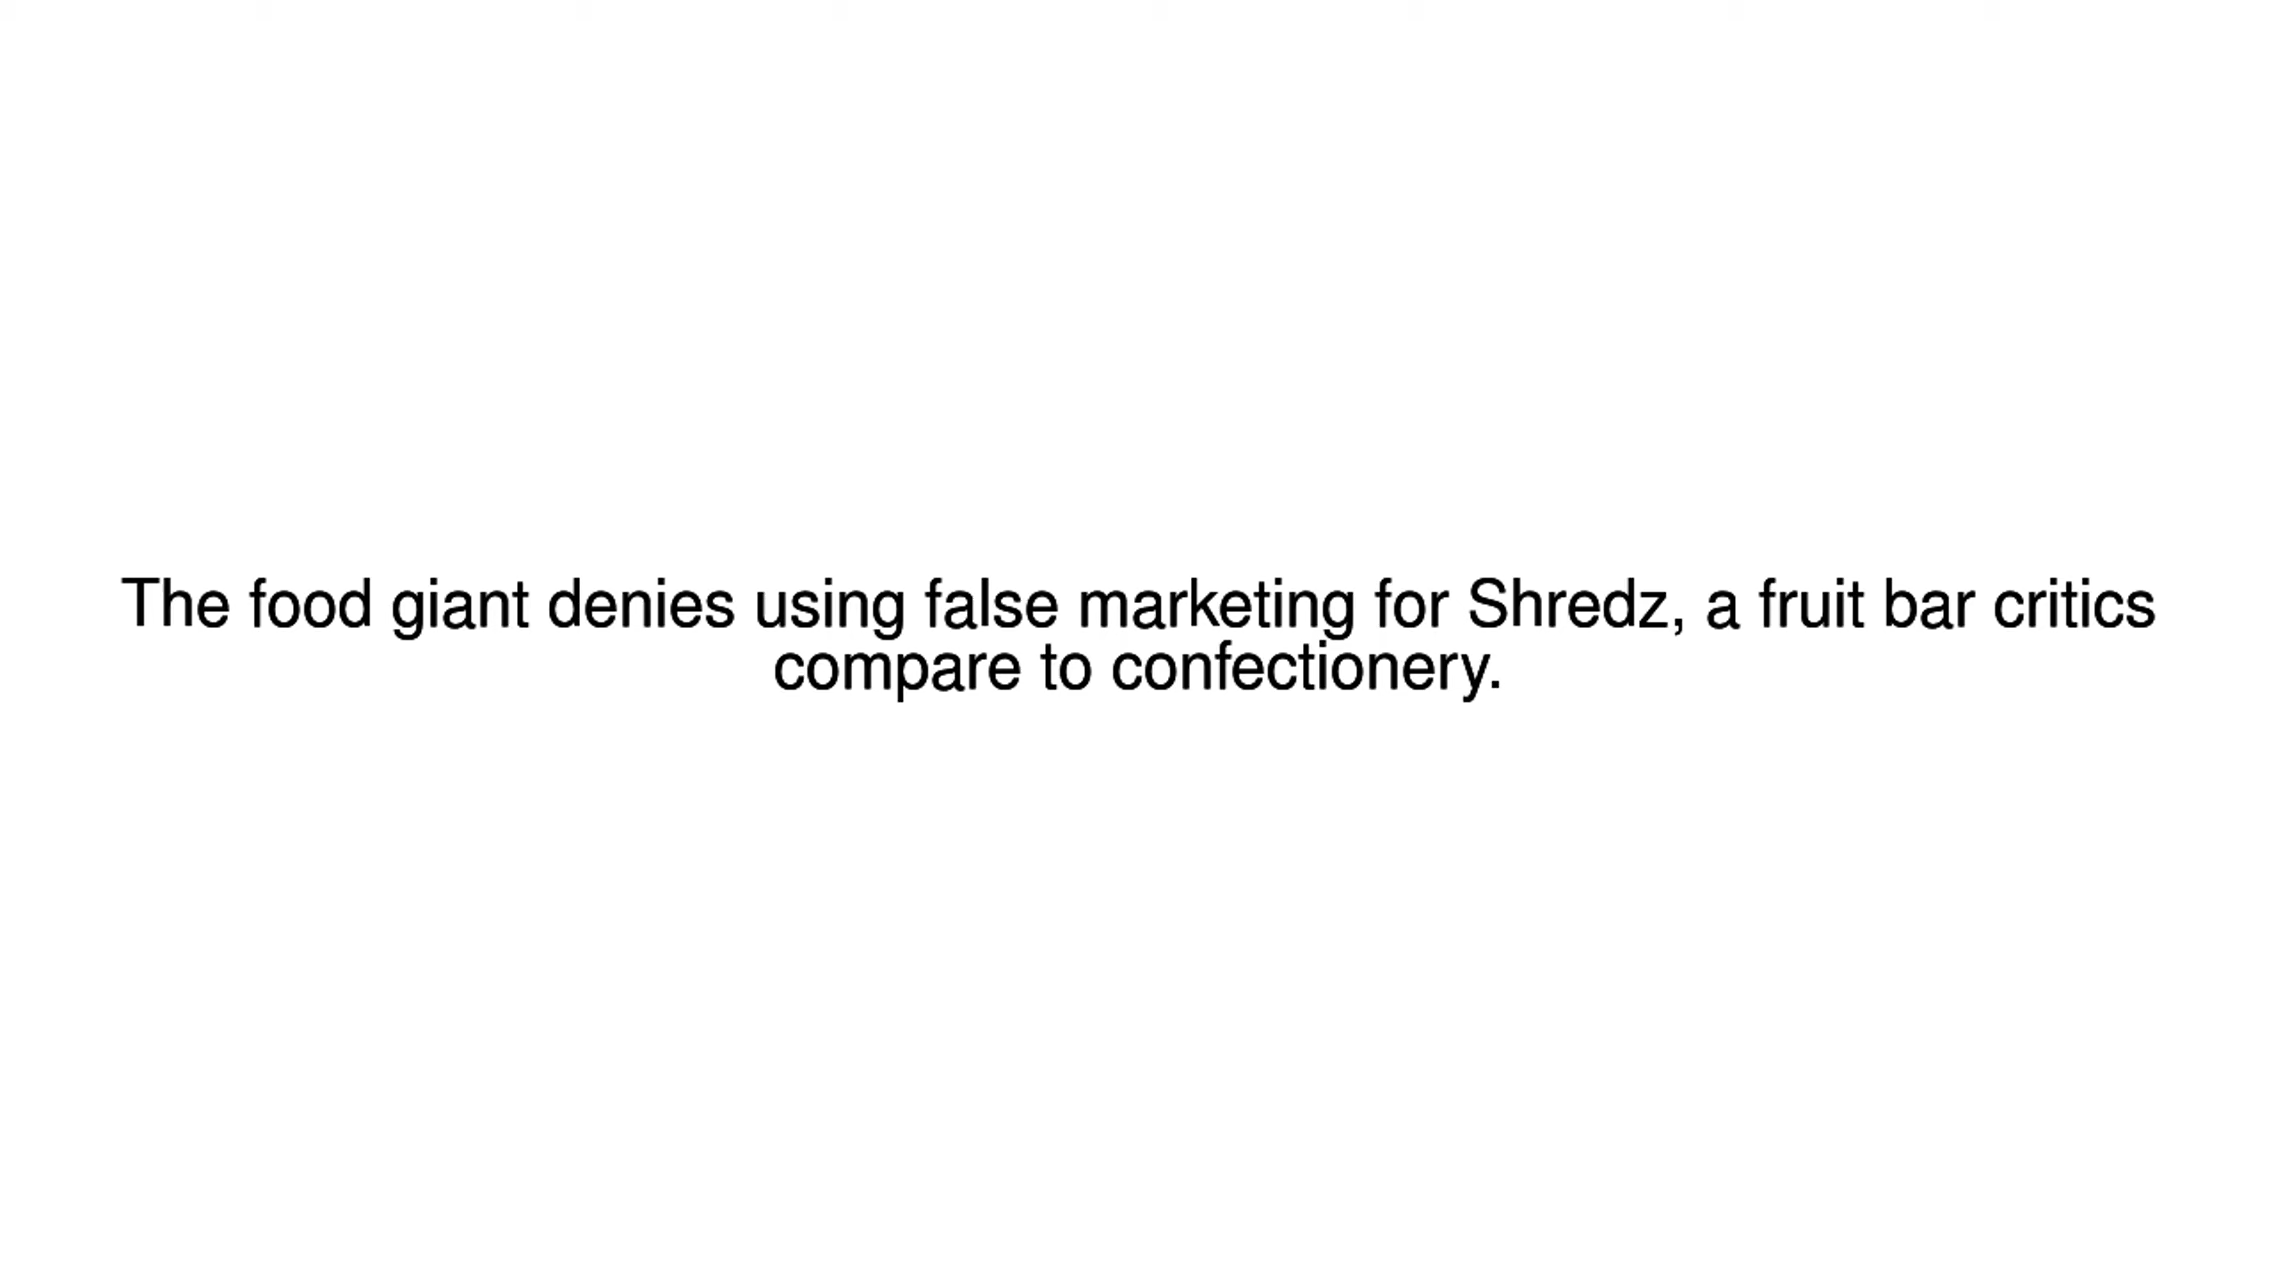 The food giant denies using false marketing for Shredz, a fruit bar critics
compare to confectionery.